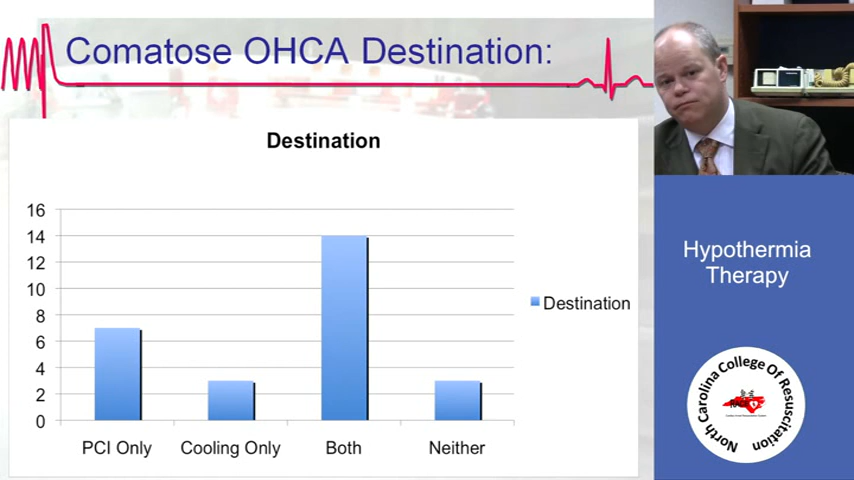 Comatose OHCA Destination:
Destination
16
14
12
10
8
6
4
2
0
PCI Only
Cooling Only
Both
Neither
Destination
Hypothermia
Therapy
North Carolina College Of Resuscitation